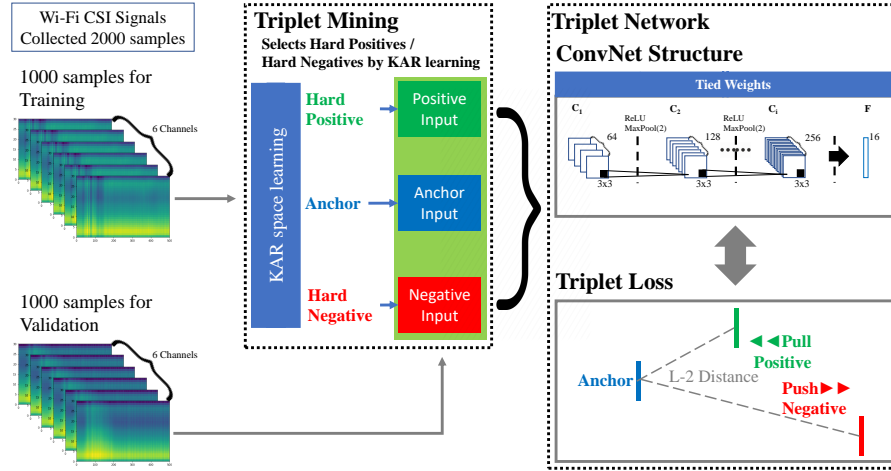 Wi-Fi CSI Signals
Collected 2000 samples
1000 samples for
Training
6 Channels
1000 samples for
Validation
6 Channels
Triplet Mining
Selects Hard Positives /
Hard Negatives by KAR learning
KAR space learning
Hard
Positive
Positive
Input
Anchor
Anchor
Input
Hard
Negative
Negative
Input
Triplet Network
ConvNet Structure
Tied Weights
C1
ReLU
MaxPool(2)
C2
ReLU
MaxPool(2)
Ci
F
64
128
256
16
3x3
-
3x3
-
3x3
-
Triplet Loss
◄◄Pull
Positive
Anchor
L-2 Distance
Push►►
Negative